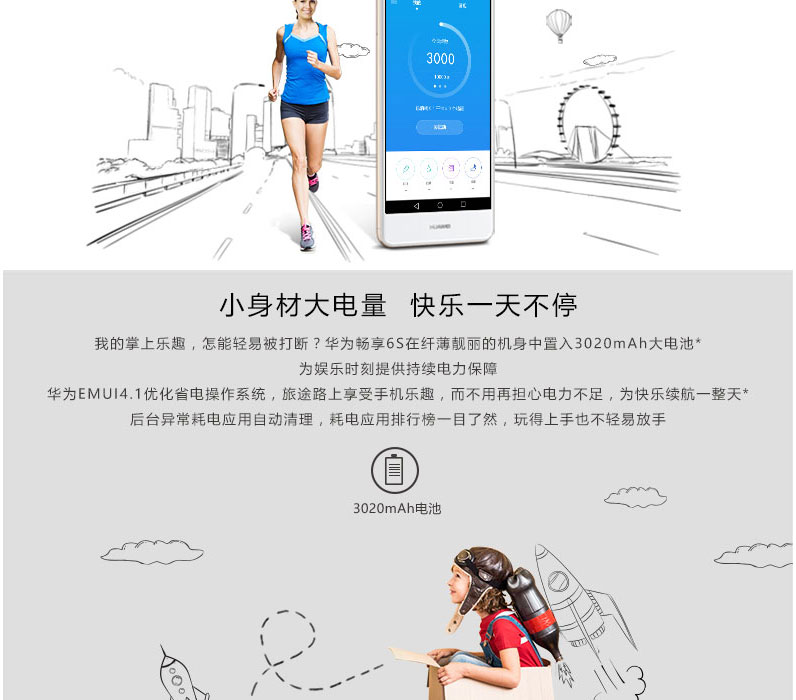 3000
HUAWEI
小身材大电量 快乐一天不停
我的掌上乐趣，怎能轻易被打断？华为畅享6S在纤薄靓丽的机身中置入3020mAh大电池*
为娱乐时刻提供持续电力保障
华为EMUI4.1优化省电操作系统，旅途路上享受手机乐趣，而不用再担心电力不足，为快乐续航一整天*
后台异常耗电应用自动清理，耗电应用排行榜一目了然，玩得上手也不轻易放手
3020mAh电池